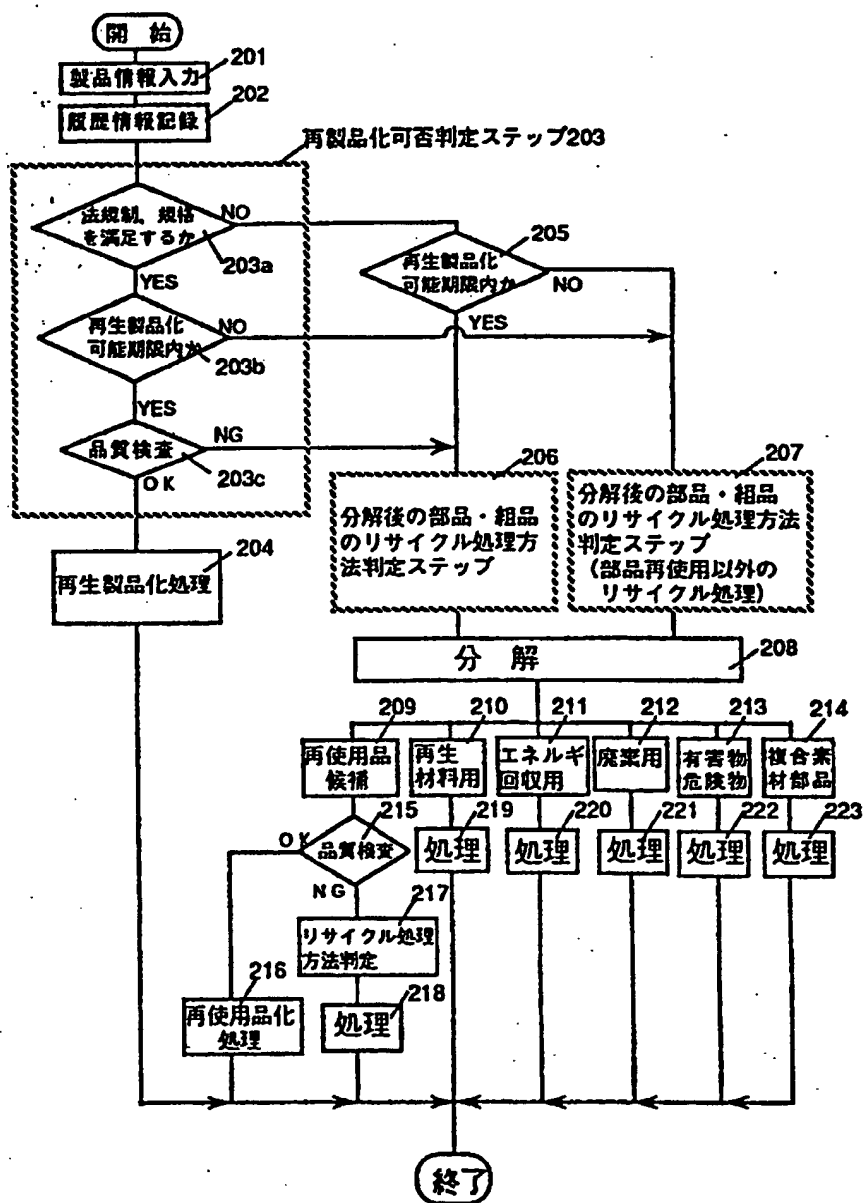 開始
201
製品情報入力
202
履歴情報記録
再製品化可否判定ステップ203
法規制、規格
を満足するか
NO
203a
YES
再生製品化
可能期限内か
NO
203b
YES
品質検査
NG
203c
OK
205
再生製品化
可能期限内か
NO
YES
204
再生製品化処理
206
分解後の部品・組品
のリサイクル処理方
法判定ステップ
207
分解後の部品・組品
のリサイクル処理方法
判定ステップ
(部品再使用以外の
リサイクル処理)
分解
208
209
再使用品
候補
210
再生
材料用
211
エネルギ
回収用
212
廃棄用
213
有害物
危険物
214
複合素
材部品
215
OK
品質検査
NG
219
処理
220
処理
221
処理
222
処理
223
処理
217
リサイクル処理
方法判定
216
再使用品化
処理
218
処理
終了